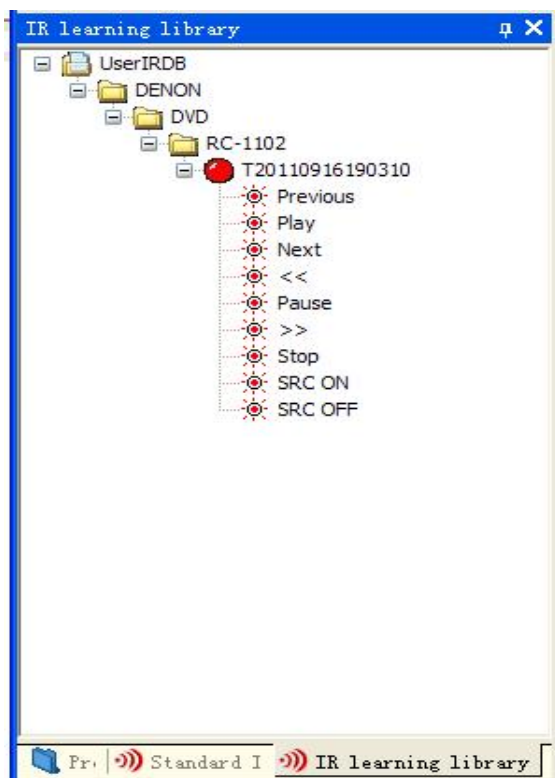 IR learning library
UserIRDB
DENON
DVD
RC-1102
T20110916190310
Previous
Play
Next
<<
Pause
>>
Stop
SRC ON
SRC OFF
Pr Standard I IR learning library